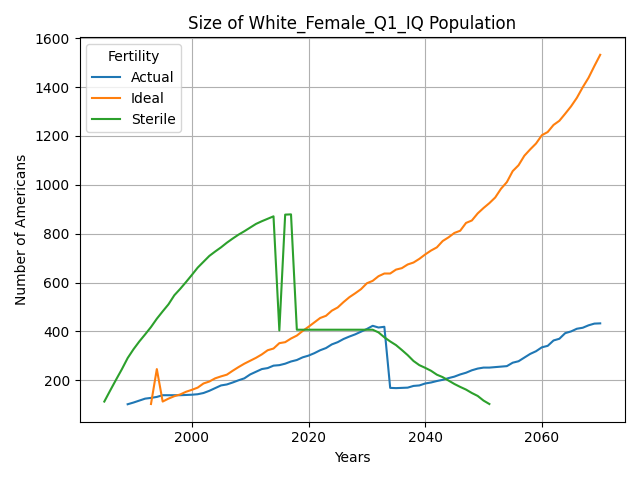 Size of White_Female_Q1_IQ Population
Fertility
Actual
Ideal
Sterile
Number of Americans
1600
1400
1200
1000
800
600
400
200
2000
2020
2040
2060
Years